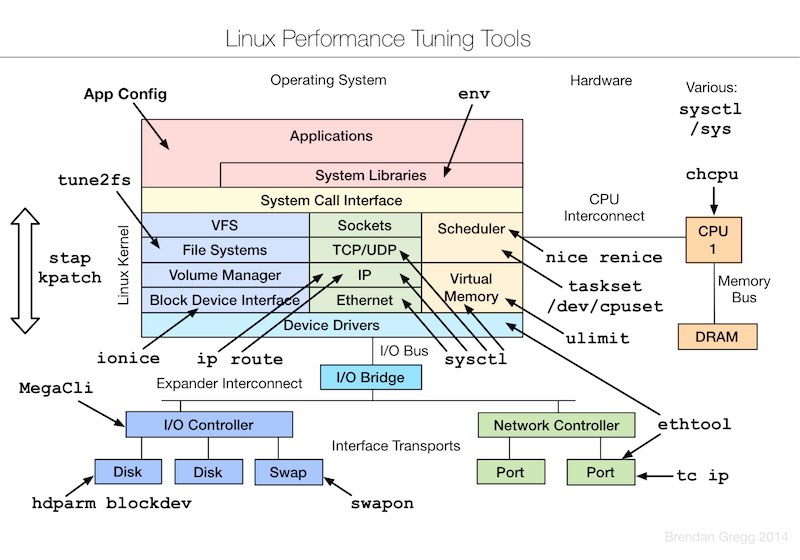 Linux Performance Tuning Tools
Operating System
Hardware
Various:
sysctl
/sys
App Config
env
Applications
System Libraries
tune2fs
System Call Interface
chcpu
CPU
Interconnect
VFS
Sockets
Scheduler
CPU
1
File Systems
TCP/UDP
nice renice
stap
kpatch
Linux Kernel
Volume Manager
IP
Virtual
Memory
taskset
/dev/cpuset
Memory
Bus
Block Device Interface
Ethernet
Device Drivers
ulimit
DRAM
ionice
ip route
I/O Bus
sysctl
I/O Bridge
Expander Interconnect
MegaCli
I/O Controller
Interface Transports
Network Controller
ethtool
Disk
Disk
Swap
Port
Port
tc ip
hdparm blockdev
swapon
Brendan Gregg 2014